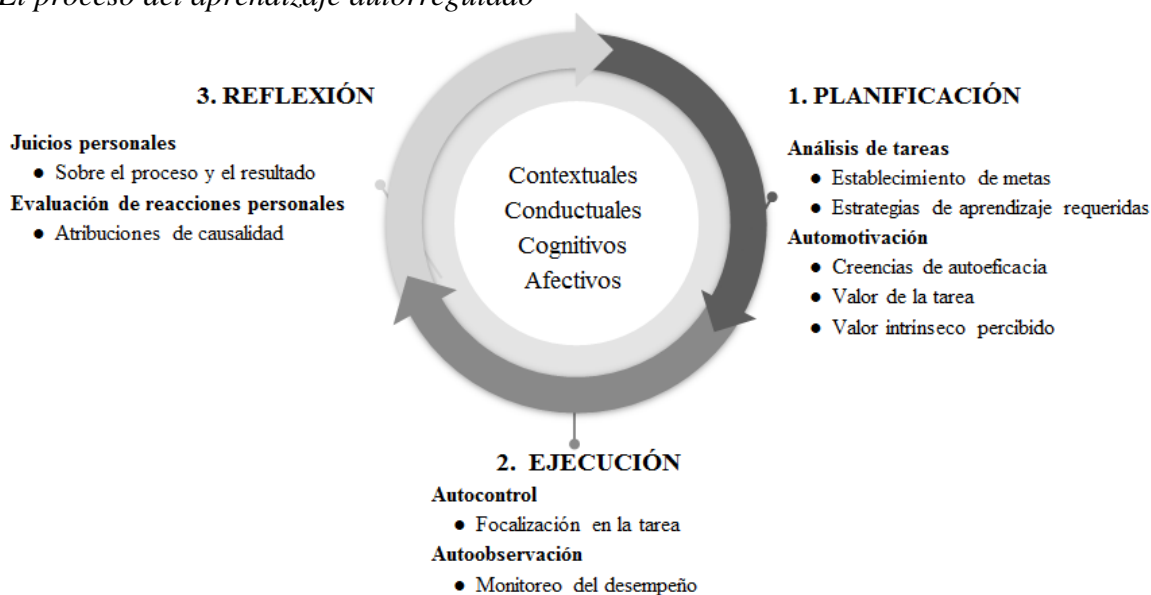 El proceso del aprendizaje autorregulado
3. REFLEXIÓN
Juicios personales
● Sobre el proceso y el resultado
Evaluación de reacciones personales
● Atribuciones de causalidad
Contextuales
Conductuales
Cognitivos
Afectivos
1. PLANIFICACIÓN
Análisis de tareas
● Establecimiento de metas
● Estrategias de aprendizaje requeridas
Automotivación
● Creencias de autoeficacia
● Valor de la tarea
● Valor intrinseco percibido
2. EJECUCIÓN
Autocontrol
● Focalización en la tarea
Autoobservación
● Monitoreo del desempeño